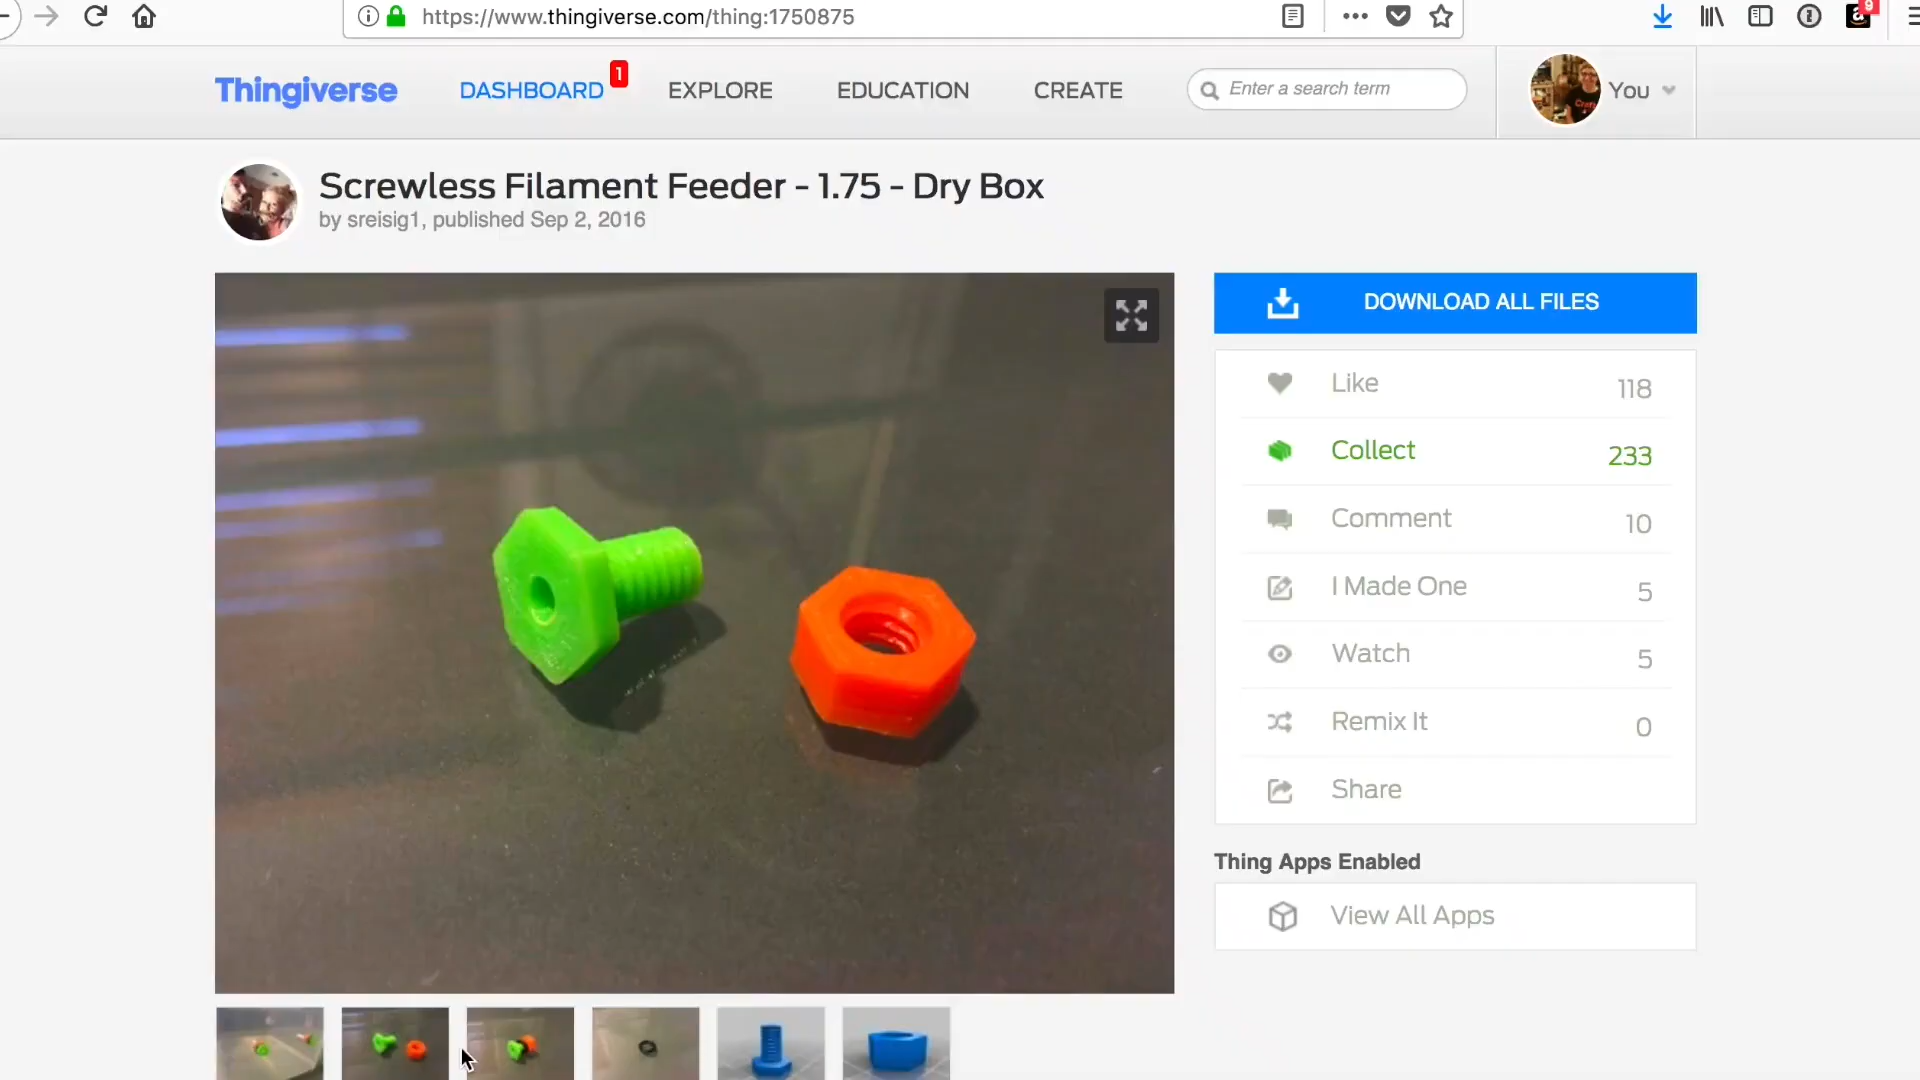 https://www.thingiverse.com/thing:1750875
9
Thingiverse
DASHBOARD
1
EXPLORE
EDUCATION
CREATE
Enter a search term
You
Screwless Filament Feeder - 1.75 - Dry Box
by sreisig1, published Sep 2, 2016
DOWNLOAD ALL FILES
Like 118
Collect 233
Comment 10
I Made One 5
Watch 5
Remix It 0
Share
Thing Apps Enabled
View All Apps